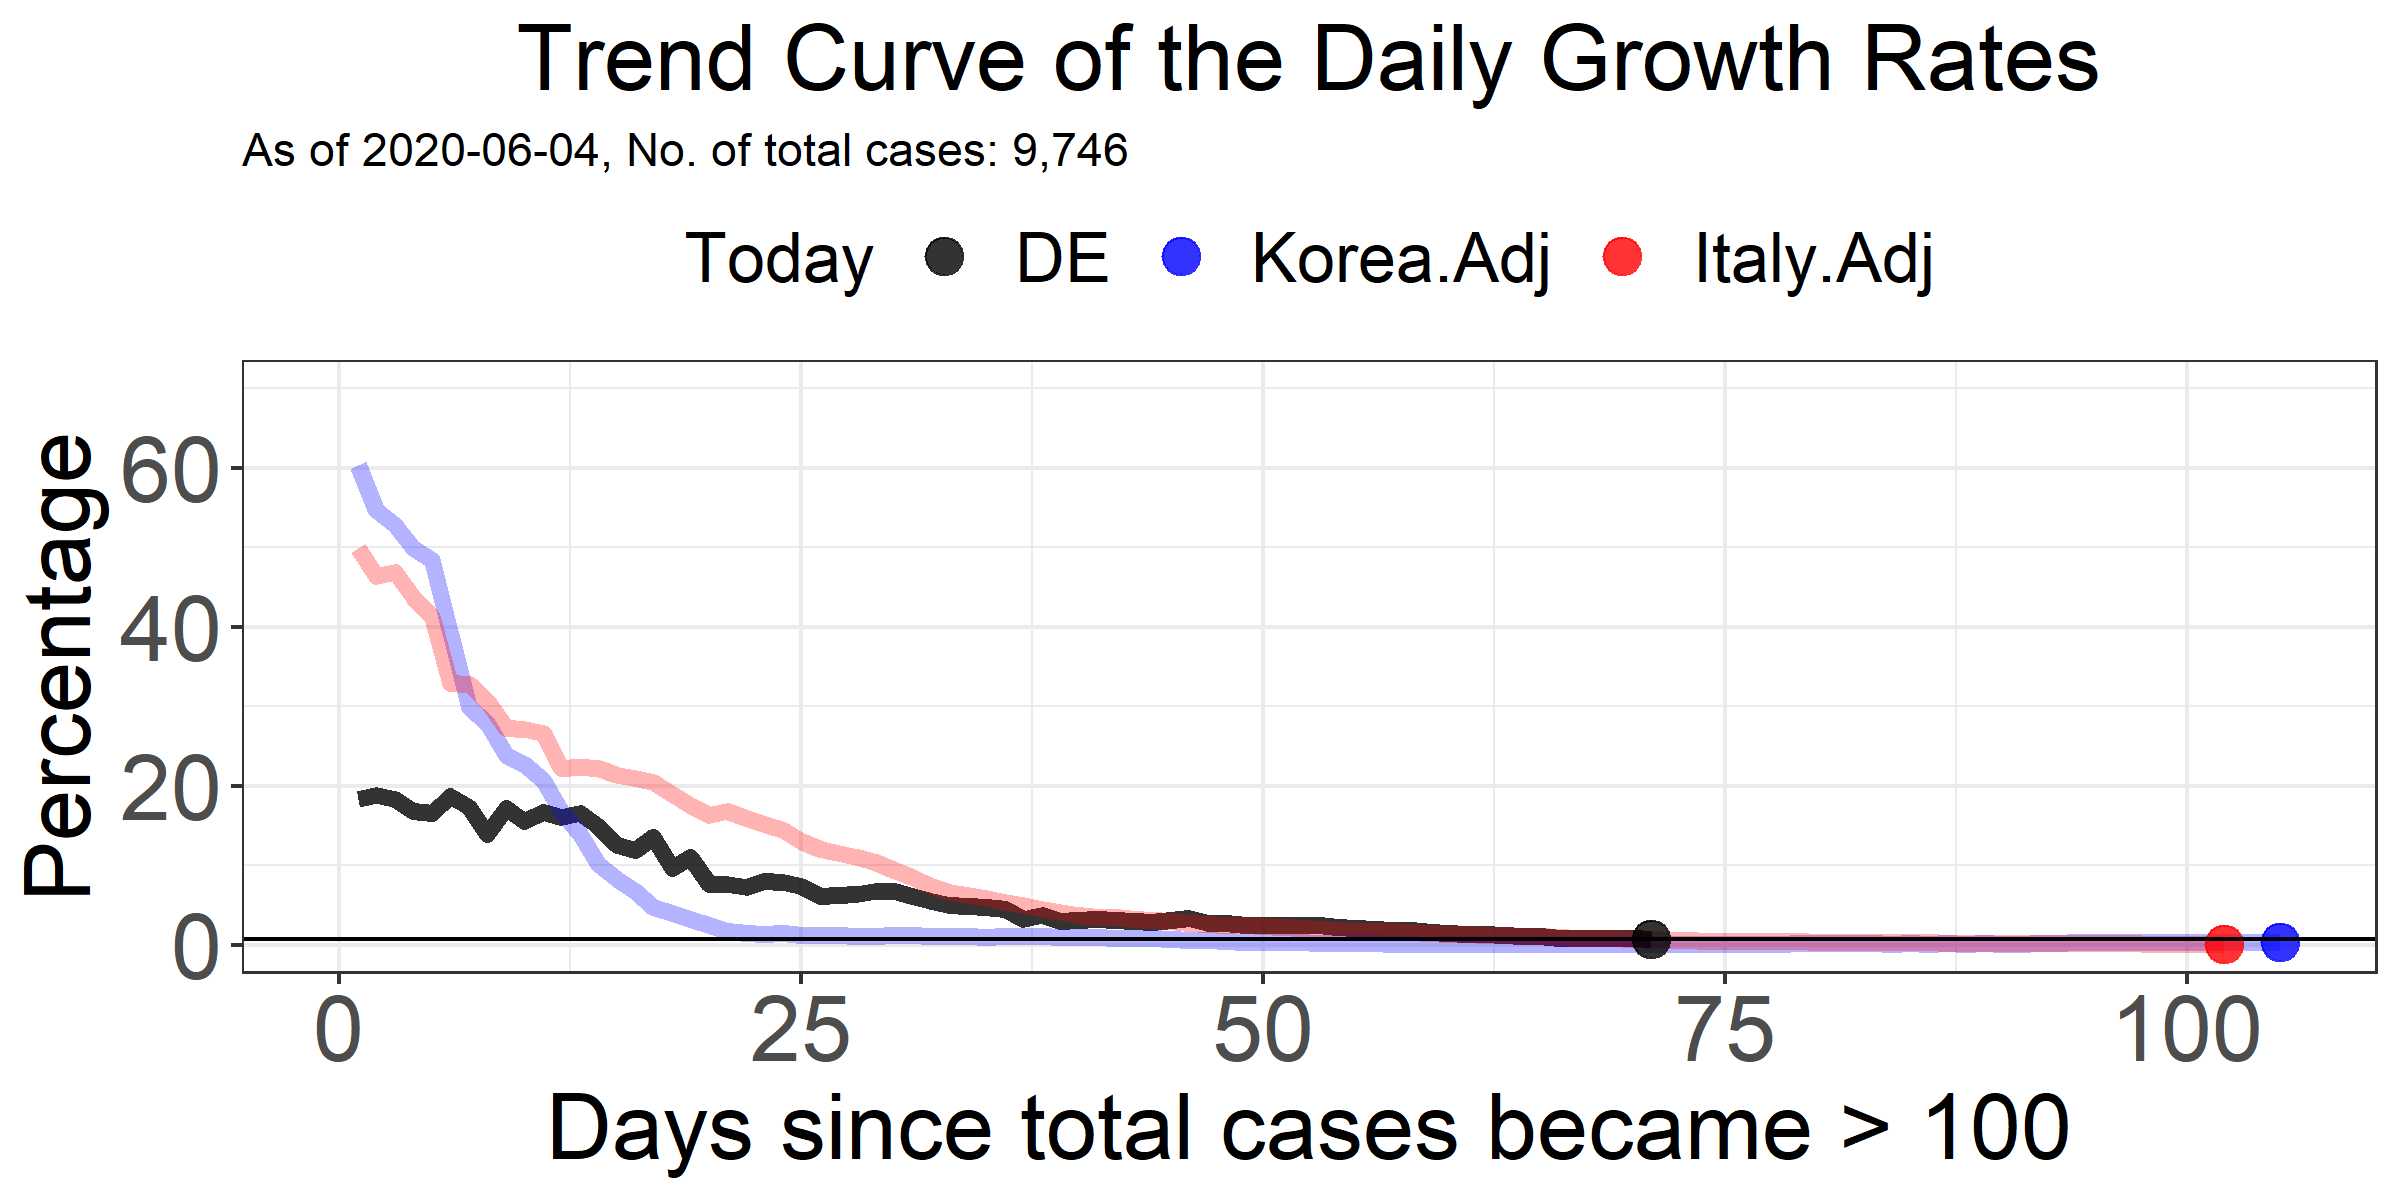 Trend Curve of the Daily Growth Rates
As of 2020-06-04, No. of total cases: 9,746
Today DE Korea.Adj Italy.Adj
Percentage
60
40
20
0
0 25 50 75 100
Days since total cases became > 100